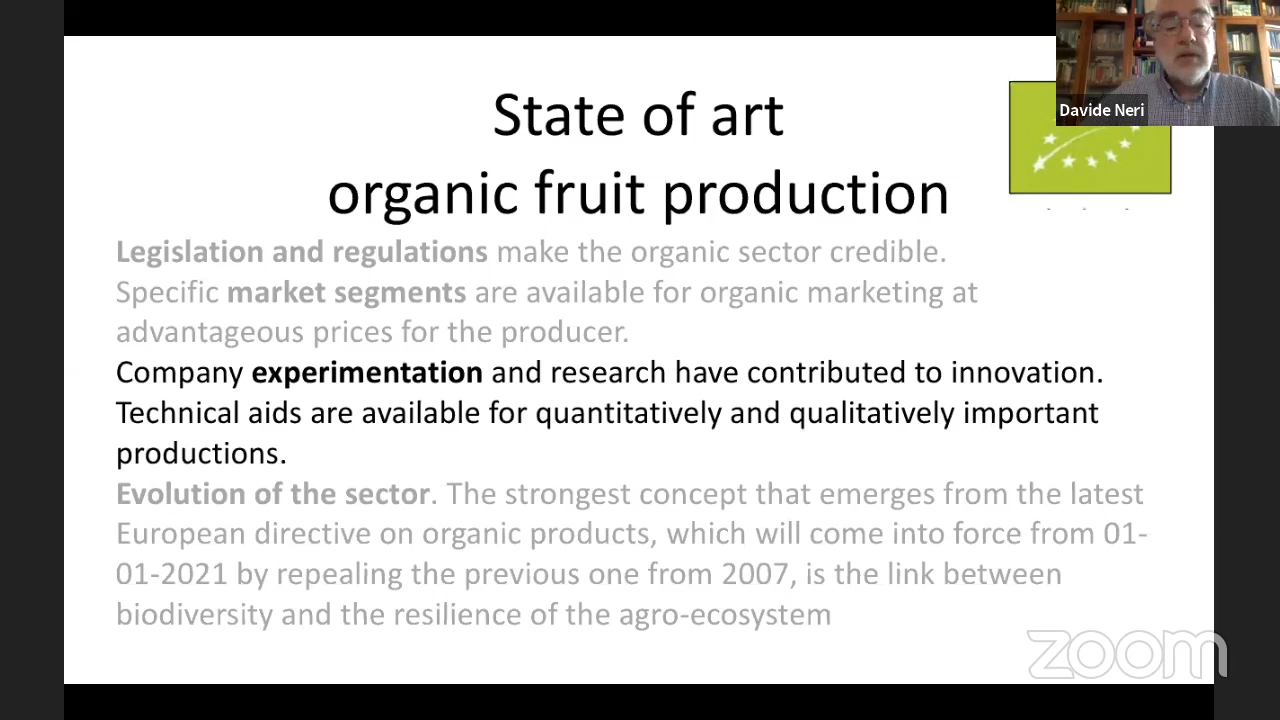 Davide Neri
State of art
organic fruit production
Legislation and regulations make the organic sector credible.
Specific market segments are available for organic marketing at
advantageous prices for the producer.
Company experimentation and research have contributed to innovation.
Technical aids are available for quantitatively and qualitatively important
productions.
Evolution of the sector. The strongest concept that emerges from the latest
European directive on organic products, which will come into force from 01-
01-2021 by repealing the previous one from 2007, is the link between
biodiversity and the resilience of the agro-ecosystem
zoom